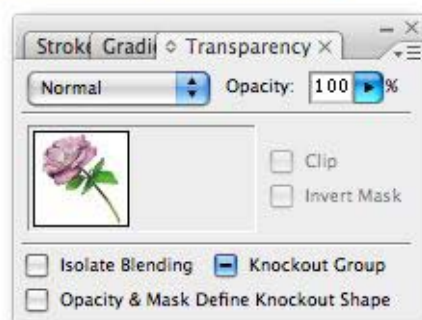 Stroke Gradi Transparency
Normal Opacity: 100 %
Clip
Invert Mask
Isolate Blending Knockout Group
Opacity & Mask Define Knockout Shape